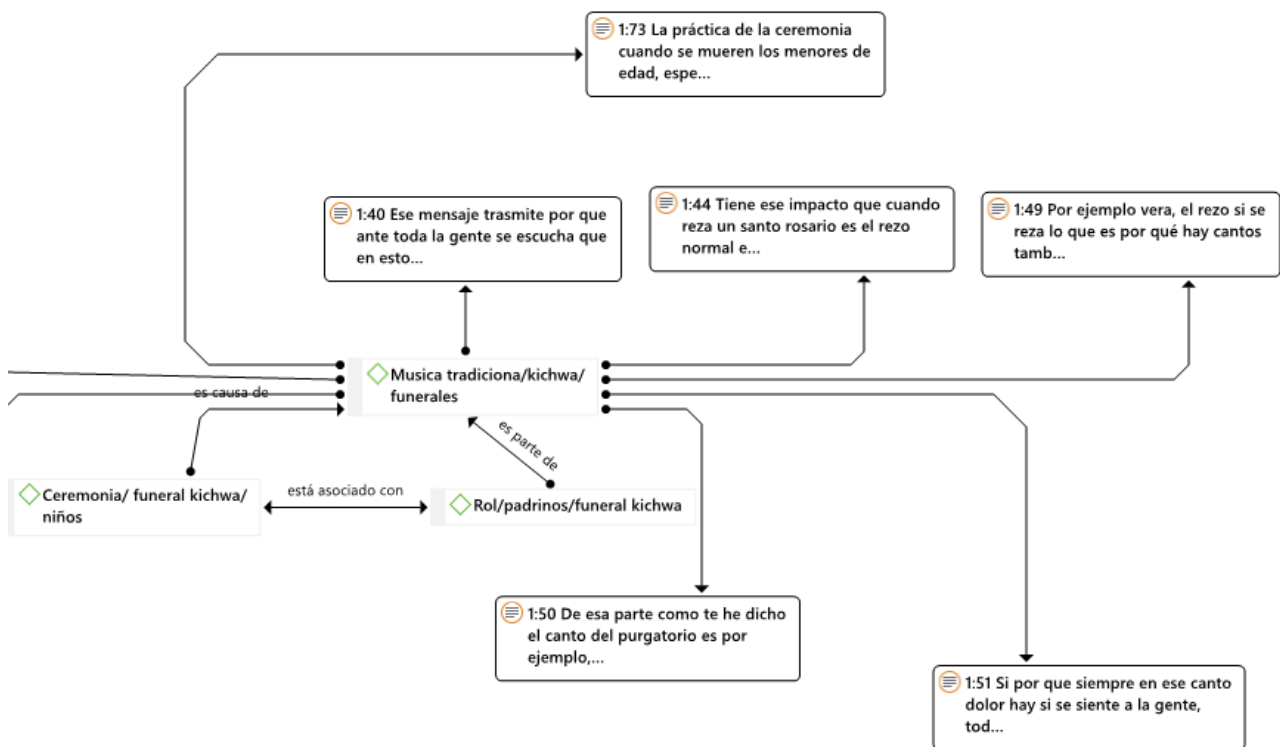 1:73 La práctica de la ceremonia
cuando se mueren los menores de
edad, espe...
1:40 Ese mensaje trasmite por que
ante toda la gente se escucha que
en esto...
1:44 Tiene ese impacto que cuando
reza un santo rosario es el rezo
normal e...
1:49 Por ejemplo vera, el rezo si se
reza lo que es por qué hay cantos
tamb...
Musica tradiciona/kichwa/
funerales
es causa de
es parte de
Ceremonia/ funeral kichwa/
niños
está asociado con
Rol/padrinos/funeral kichwa
1:50 De esa parte como te he dicho
el canto del purgatorio es por
ejemplo,...
1:51 Si por que siempre en ese canto
dolor hay si se siente a la gente,
tod...